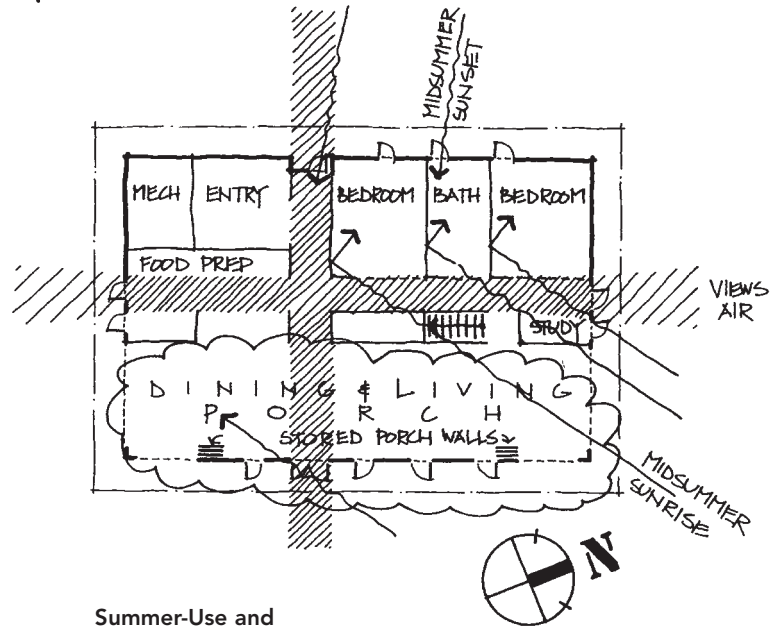 MIDSUMMER
SUNSET
MECH ENTRY BEDROOM BATH BEDROOM
FOOD PREP
VIEWS
AIR
STUDY
DINING & LIVING
PORCH
STORED PORCH WALLS
MIDSUMMER
SUNRISE
N
Summer-Use and